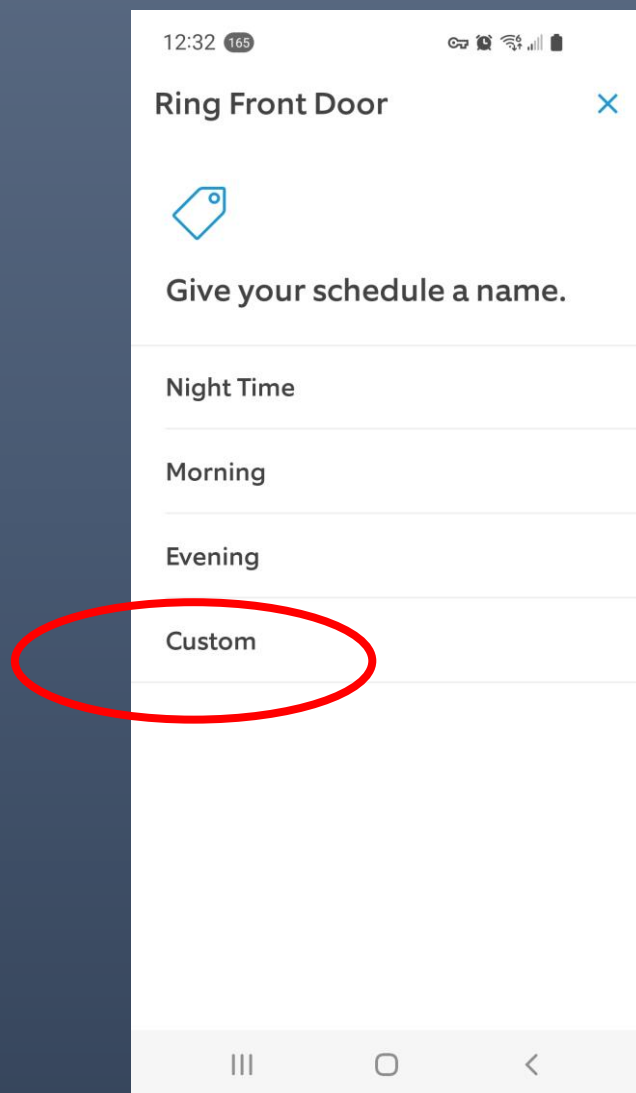 12:32 165
Ring Front Door
Give your schedule a name.
Night Time
Morning
Evening
Custom